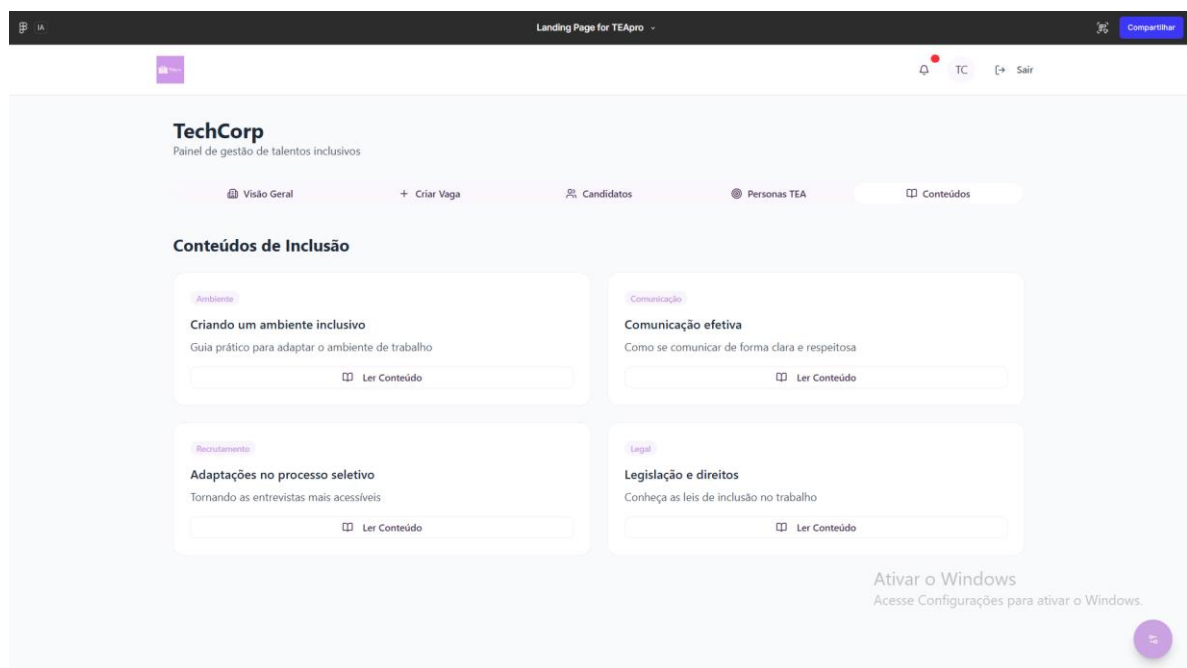 IA Landing Page for TEApro Compartilhar
TC Sair
TechCorp
Painel de gestão de talentos inclusivos
Visão Geral + Criar Vaga Candidatos Personas TEA Conteúdos
Conteúdos de Inclusão
Ambiente
Criando um ambiente inclusivo
Guia prático para adaptar o ambiente de trabalho
Ler Conteúdo
Comunicação
Comunicação efetiva
Como se comunicar de forma clara e respeitosa
Ler Conteúdo
Recrutamento
Adaptações no processo seletivo
Tornando as entrevistas mais acessíveis
Ler Conteúdo
Legal
Legislação e direitos
Conheça as leis de inclusão no trabalho
Ler Conteúdo
Ativar o Windows
Acesse Configurações para ativar o Windows.